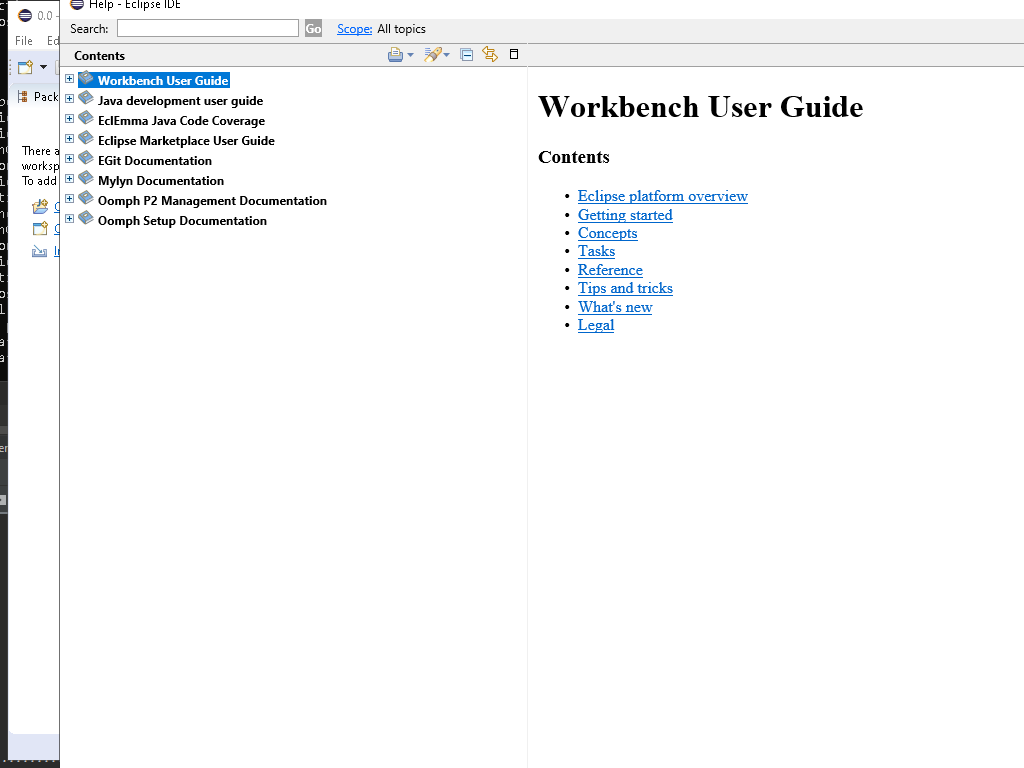 Help - Eclipse IDE
0.0 -
Search: Go Scope: All topics
File Ed
Contents
Pack
Workbench User Guide
Java development user guide
EclEmma Java Code Coverage
Eclipse Marketplace User Guide
EGit Documentation
Mylyn Documentation
Oomph P2 Management Documentation
Oomph Setup Documentation
There a
worksp
To add
Workbench User Guide
Contents
• Eclipse platform overview
• Getting started
• Concepts
• Tasks
• Reference
• Tips and tricks
• What's new
• Legal